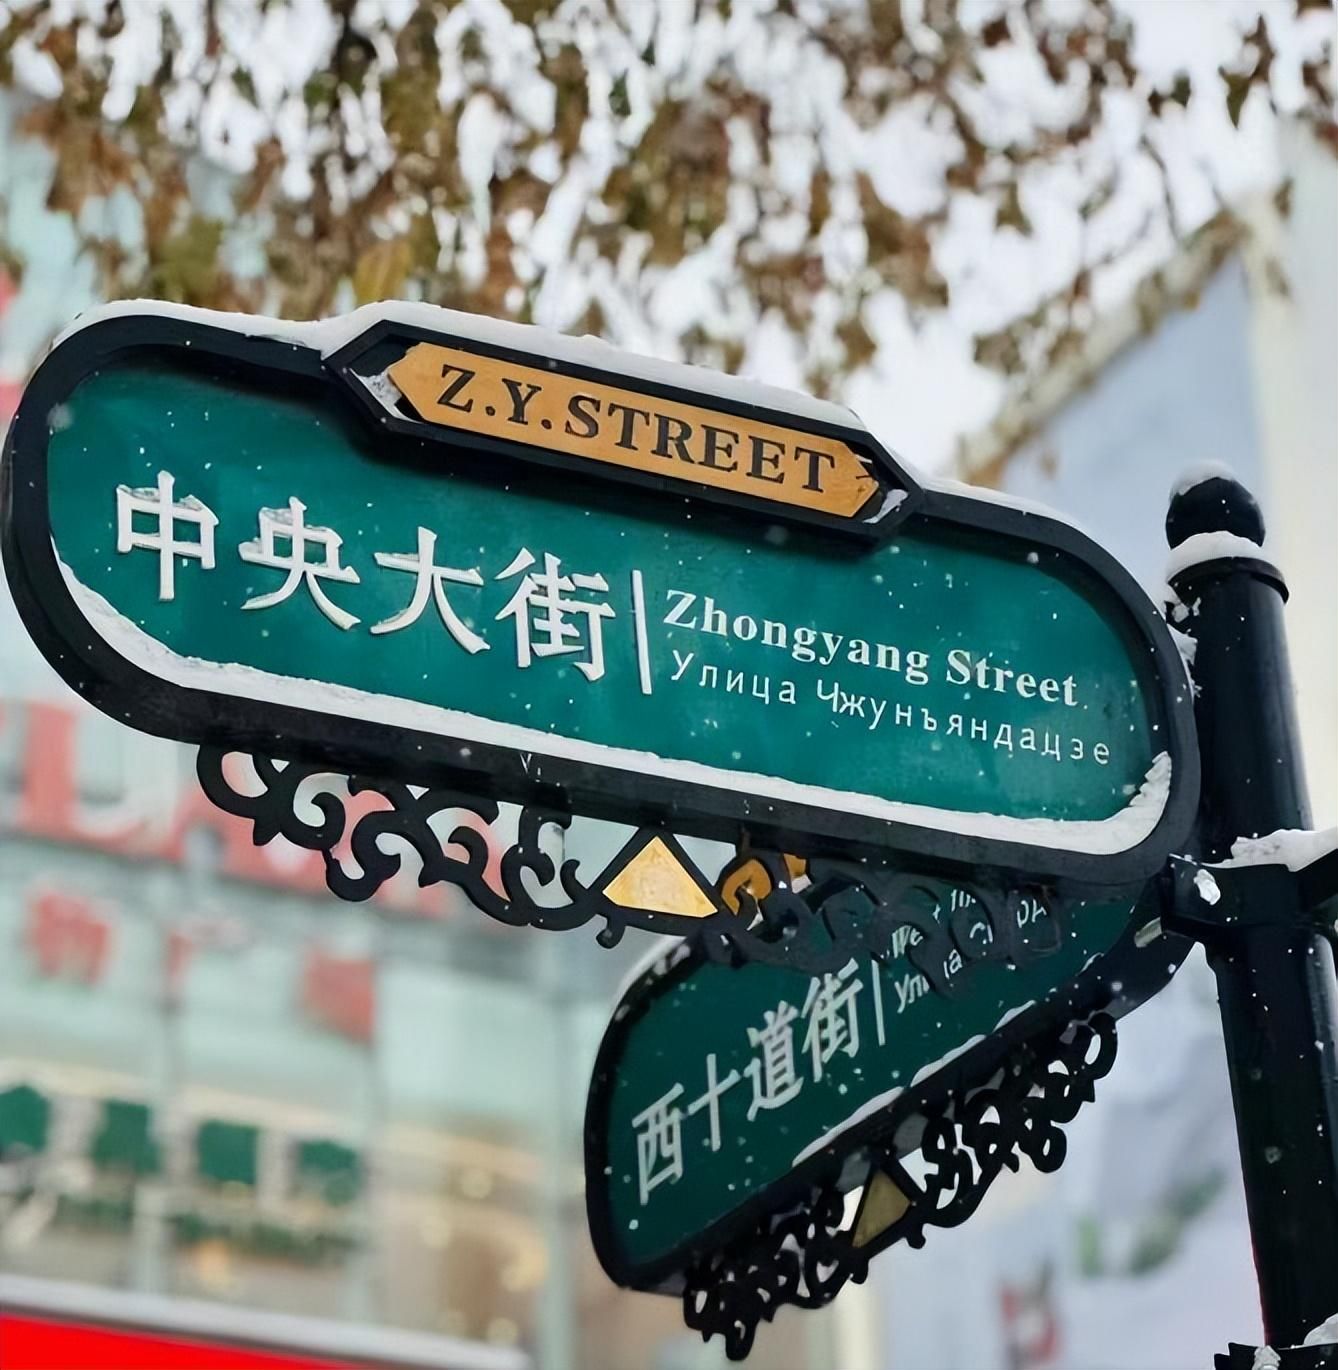 Z.Y.STREET
中央大街
Zhongyang Street
Улица Чжунъяндацзе
西十道街